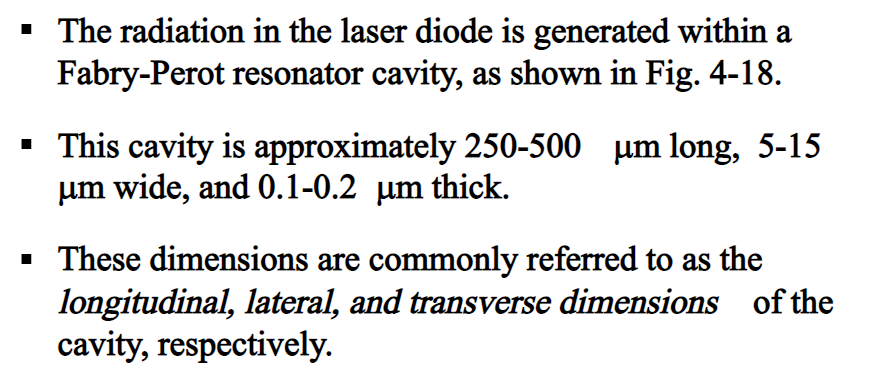 ▪ The radiation in the laser diode is generated within a
Fabry-Perot resonator cavity, as shown in Fig. 4-18.
▪ This cavity is approximately 250-500 μm long, 5-15
μm wide, and 0.1-0.2 μm thick.
▪ These dimensions are commonly referred to as the
longitudinal, lateral, and transverse dimensions of the
cavity, respectively.